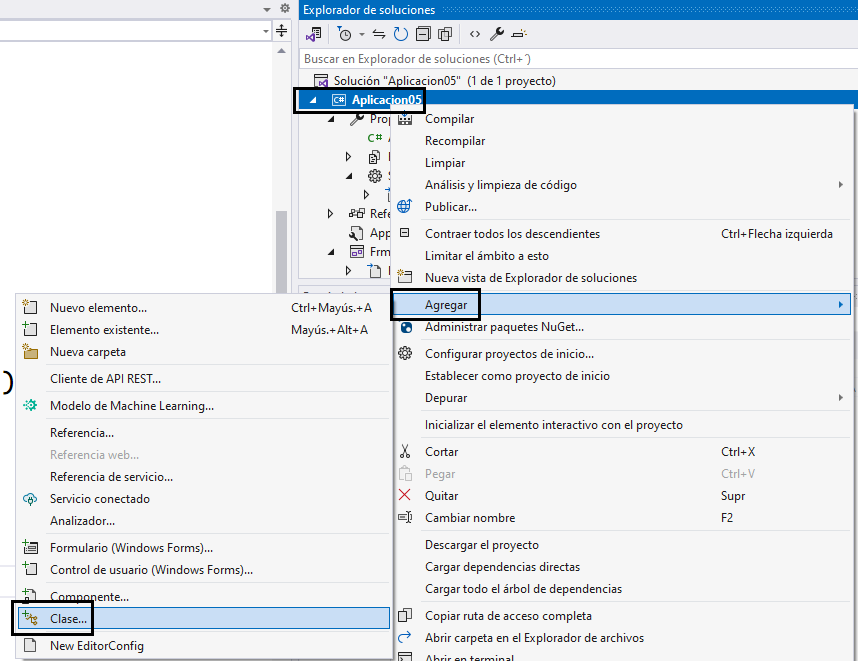 Explorador de soluciones
Buscar en Explorador de soluciones (Ctrl+´)
Solución "Aplicacion05" (1 de 1 proyecto)
C# Aplicacion05
C#
Compilar
Recompilar
Limpiar
Análisis y limpieza de código
Publicar...
Contraer todos los descendientes Ctrl+Flecha izquierda
Limitar el ámbito a esto
Nueva vista de Explorador de soluciones
Agregar
Administrar paquetes NuGet...
Configurar proyectos de inicio...
Establecer como proyecto de inicio
Depurar
Inicializar el elemento interactivo con el proyecto
Cortar Ctrl+X
Pegar Ctrl+V
Quitar Supr
Cambiar nombre F2
Descargar el proyecto
Cargar dependencias directas
Cargar todo el árbol de dependencias
Copiar ruta de acceso completa
Abrir carpeta en el Explorador de archivos
Abrir en terminal
Nuevo elemento... Ctrl+Mayús.+A
Elemento existente... Mayús.+Alt+A
Nueva carpeta
Cliente de API REST...
Modelo de Machine Learning...
Referencia...
Referencia web...
Referencia de servicio...
Servicio conectado
Analizador...
Formulario (Windows Forms)...
Control de usuario (Windows Forms)...
Componente...
Clase...
New EditorConfig